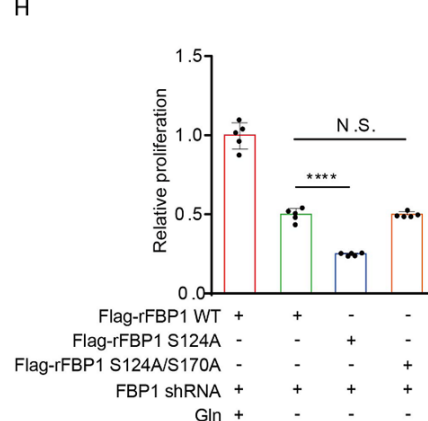 H
1.5
1.0
0.5
0.0
Relative proliferation
N.S.
****
Flag-rFBP1 WT + + - -
Flag-rFBP1 S124A - - + -
Flag-rFBP1 S124A/S170A - - - +
FBP1 shRNA + + + +
Gln + - - -